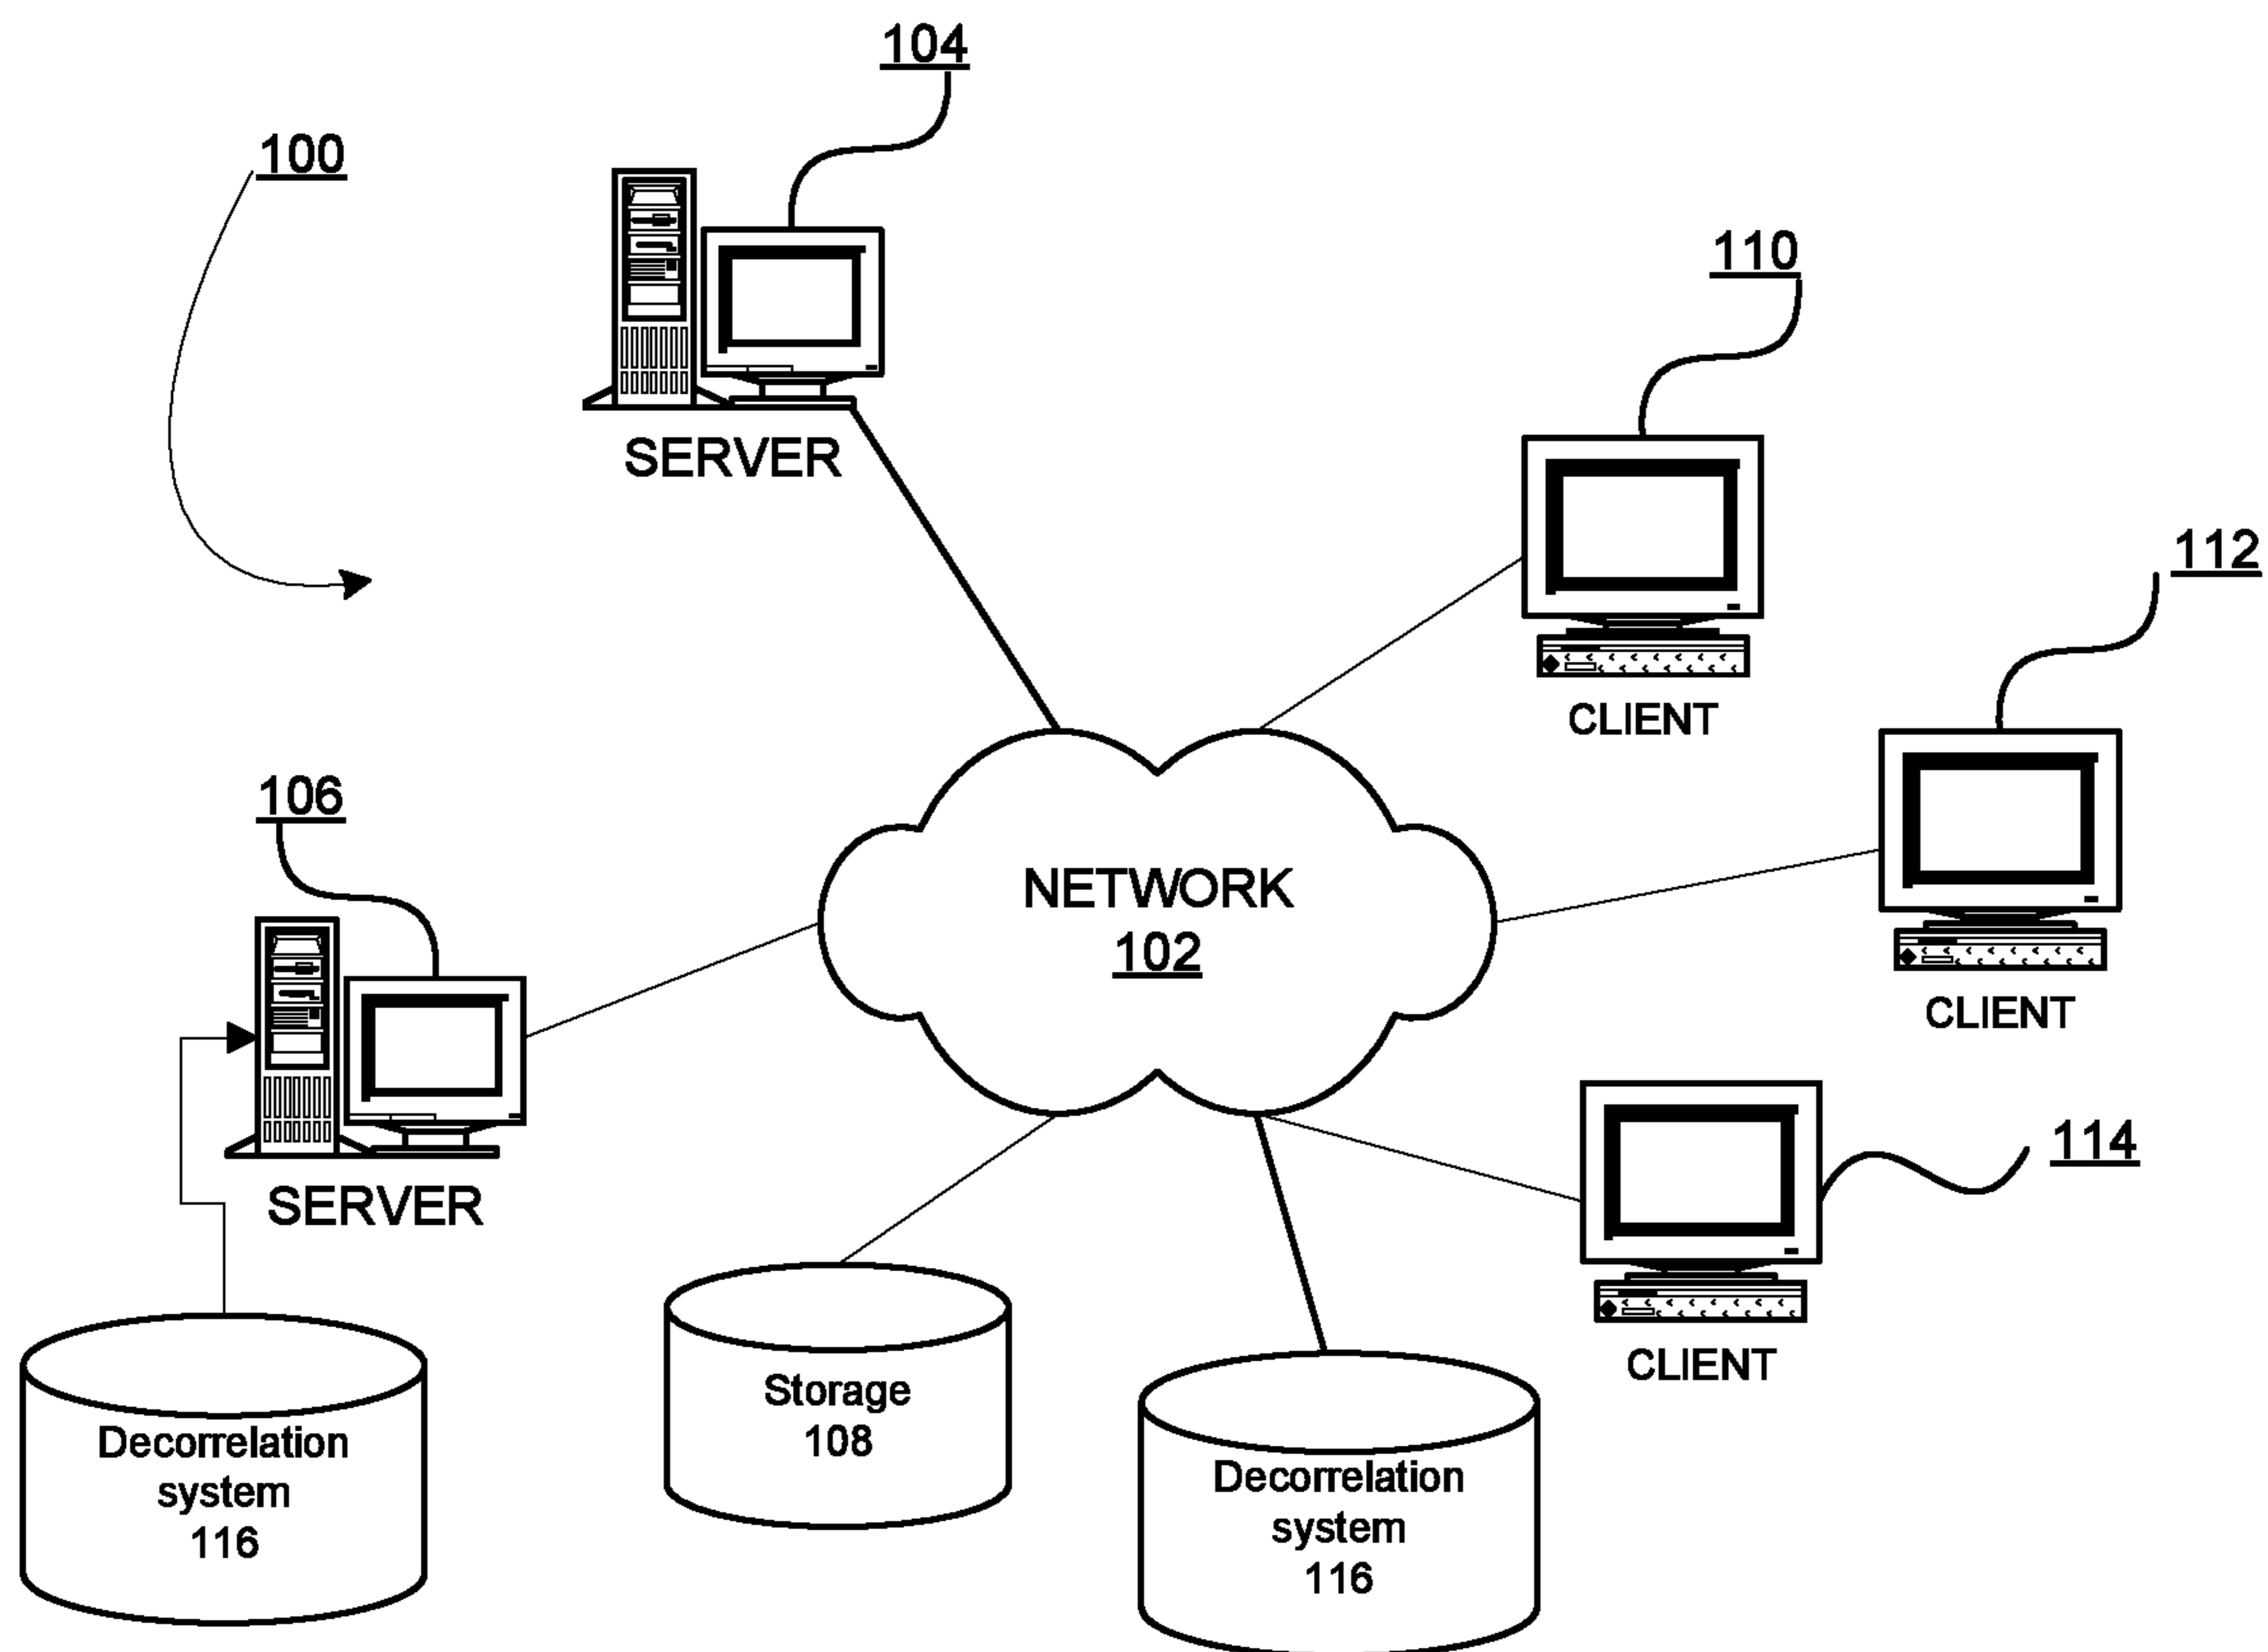 104
100
110
SERVER
112
CLIENT
106
NETWORK
102
CLIENT
114
SERVER
CLIENT
Storage
108
Decorrelation
system
116
Decorrelation
system
116